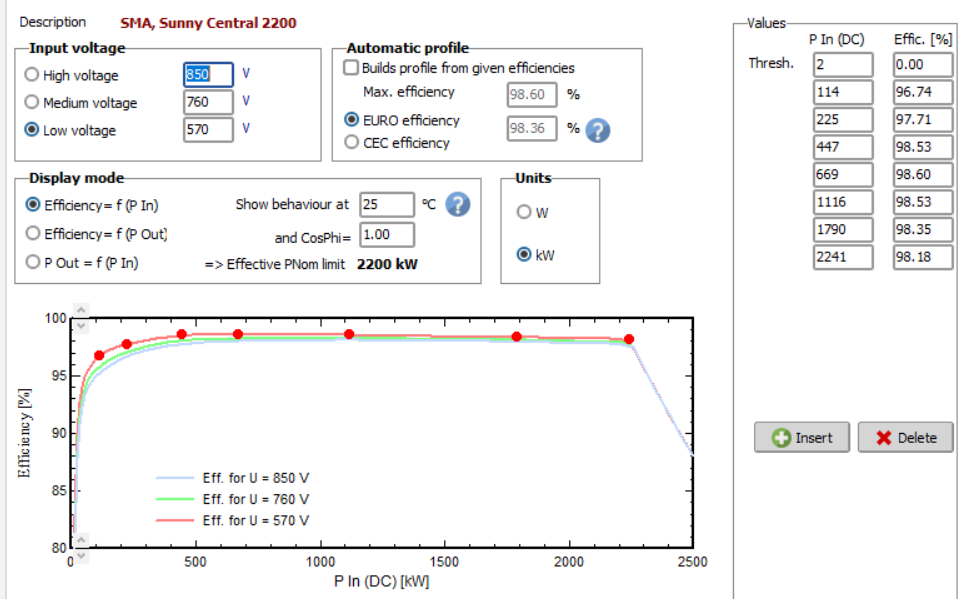 Description SMA, Sunny Central 2200
Input voltage
High voltage 850 V
Medium voltage 760 V
Low voltage 570 V
Automatic profile
Builds profile from given efficiencies
Max. efficiency 98.60 %
EURO efficiency 98.36 % ?
CEC efficiency
Display mode
Efficiency= f (P In) Show behaviour at 25 °C ?
Efficiency= f (P Out) and CosPhi= 1.00
P Out = f (P In) => Effective PNom limit 2200 kW
Units
W
kW
Values
P In (DC) Effic. [%]
Thresh. 2 0.00
114 96.74
225 97.71
447 98.53
669 98.60
1116 98.53
1790 98.35
2241 98.18
Insert Delete
100
95
90
85
80
Efficiency [%]
Eff. for U = 850 V
Eff. for U = 760 V
Eff. for U = 570 V
0 500 1000 1500 2000 2500
P In (DC) [kW]